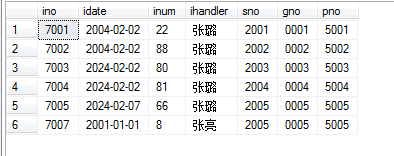 ino idate inum ihandler sno gno pno
1 7001 2004-02-02 22 张璐 2001 0001 5001
2 7002 2004-02-02 88 张璐 2002 0002 5002
3 7003 2024-02-02 80 张璐 2003 0003 5003
4 7004 2024-02-02 81 张璐 2004 0004 5004
5 7005 2024-02-07 66 张璐 2005 0005 5005
6 7007 2001-01-01 8 张亮 2005 0005 5005